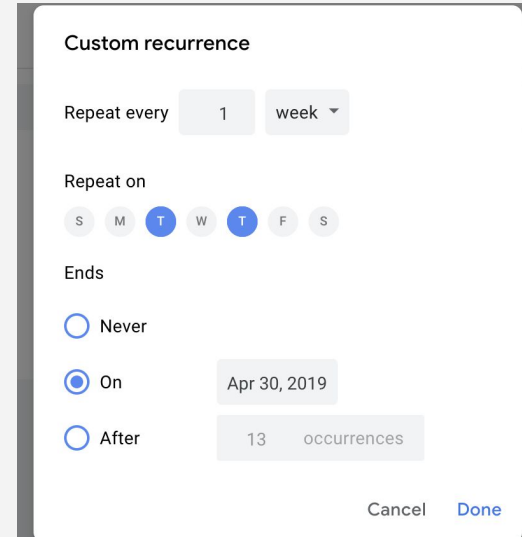 Custom recurrence
Repeat every 1 week
Repeat on
S M T W T F S
Ends
Never
On Apr 30, 2019
After 13 occurrences
Cancel Done